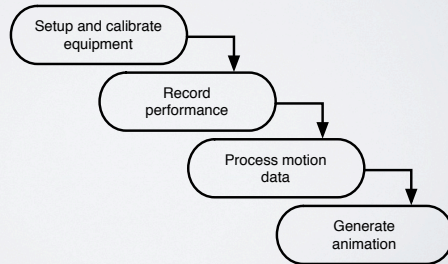 Setup and calibrate
equipment
Record
performance
Process motion
data
Generate
animation